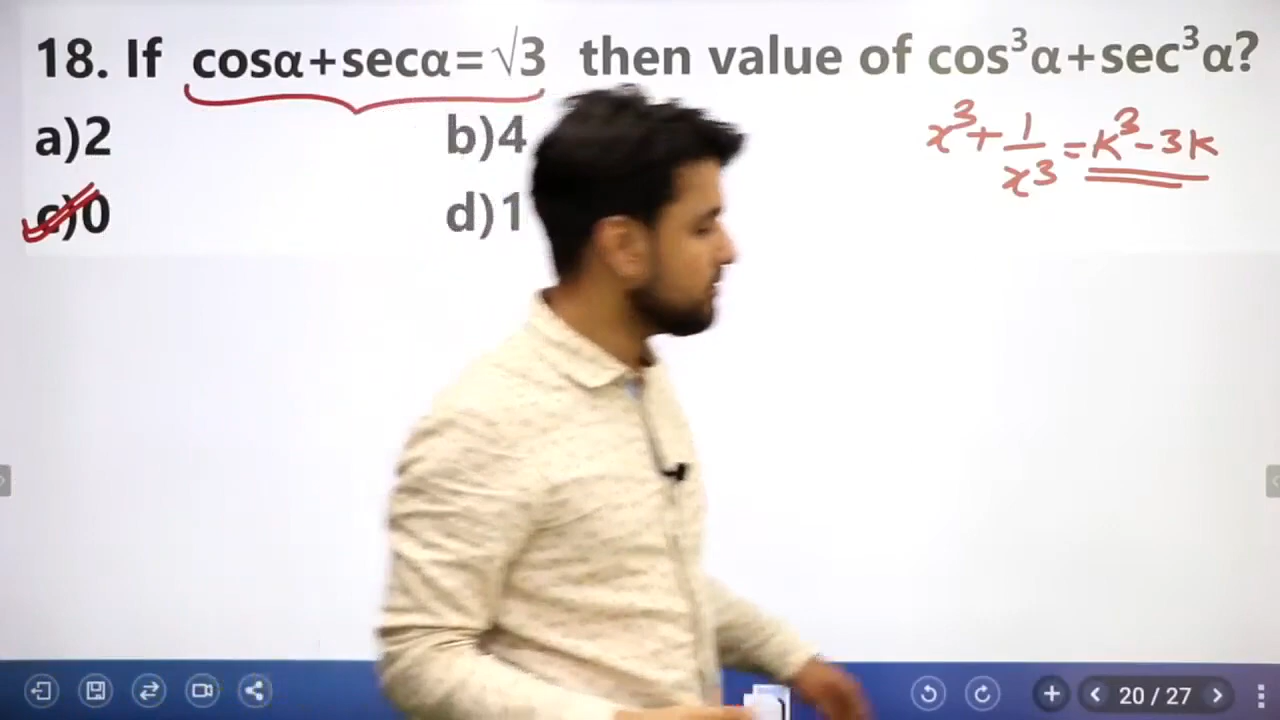 18. If cosα+secα=√3 then value of cos³α+sec³α?
a)2 b)4
c)0 d)1
x³+1/x³=k³-3k
20 / 27